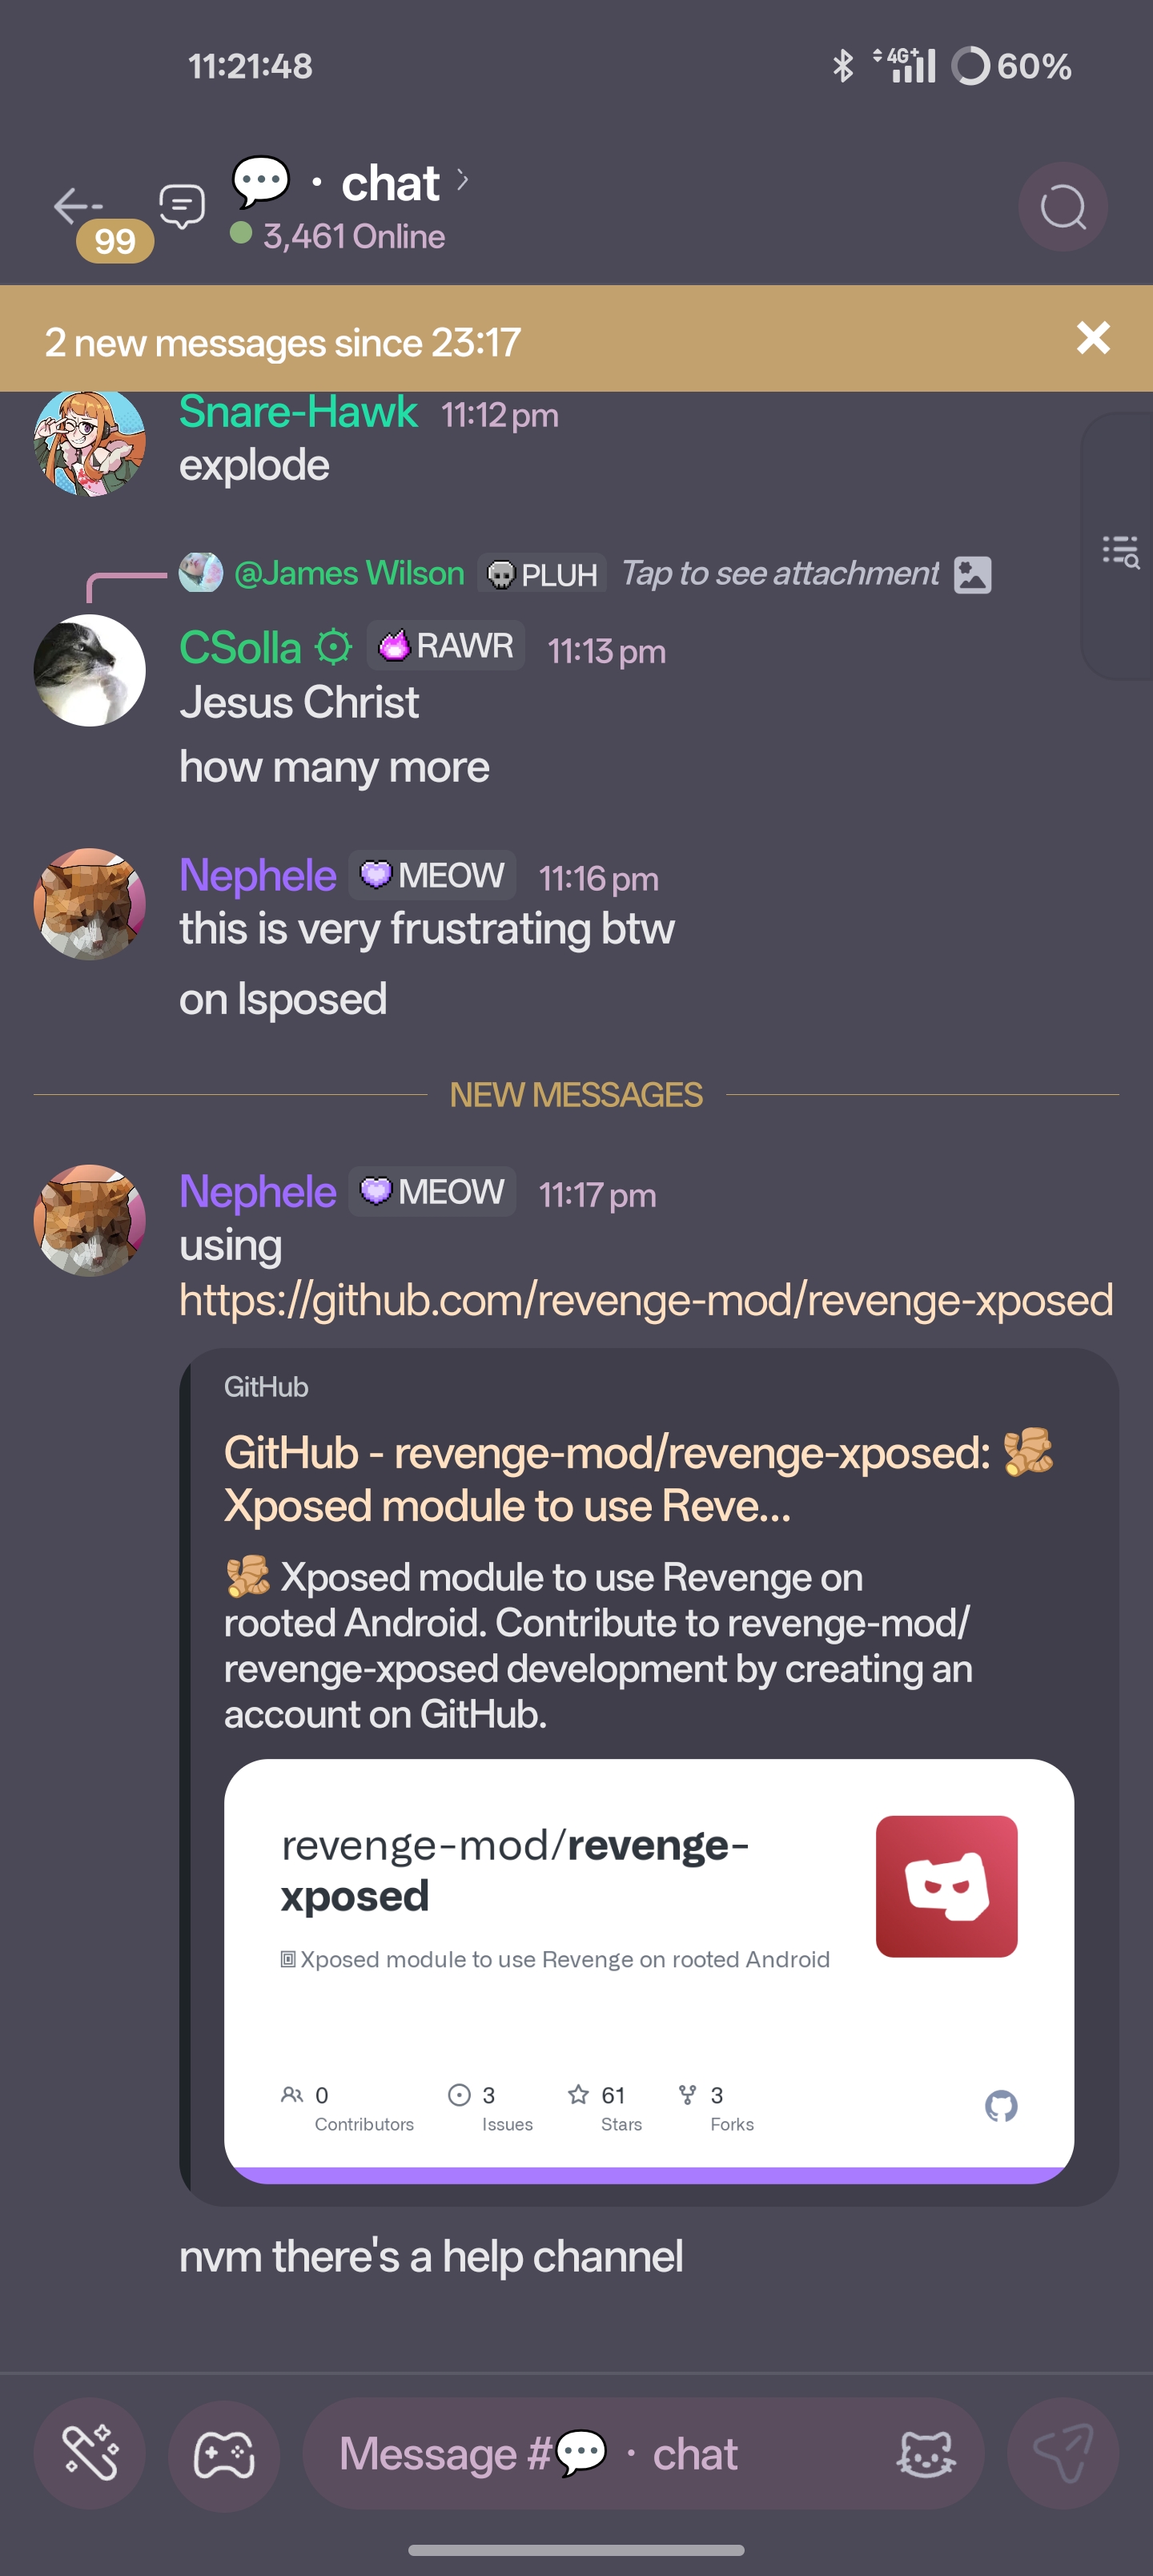 11:21:48
4G+ 60%
💬 · chat
99
3,461 Online
2 new messages since 23:17
Snare-Hawk 11:12 pm
explode
@James Wilson PLUH Tap to see attachment
CSolla RAWR 11:13 pm
Jesus Christ
how many more
Nephele MEOW 11:16 pm
this is very frustrating btw
on lsposed
NEW MESSAGES
Nephele MEOW 11:17 pm
using
https://github.com/revenge-mod/revenge-xposed
GitHub
GitHub - revenge-mod/revenge-xposed: 🫚
Xposed module to use Reve...
🫚 Xposed module to use Revenge on
rooted Android. Contribute to revenge-mod/
revenge-xposed development by creating an
account on GitHub.
revenge-mod/revenge-
xposed
Xposed module to use Revenge on rooted Android
0 3 61 3
Contributors Issues Stars Forks
nvm there's a help channel
Message #💬 · chat